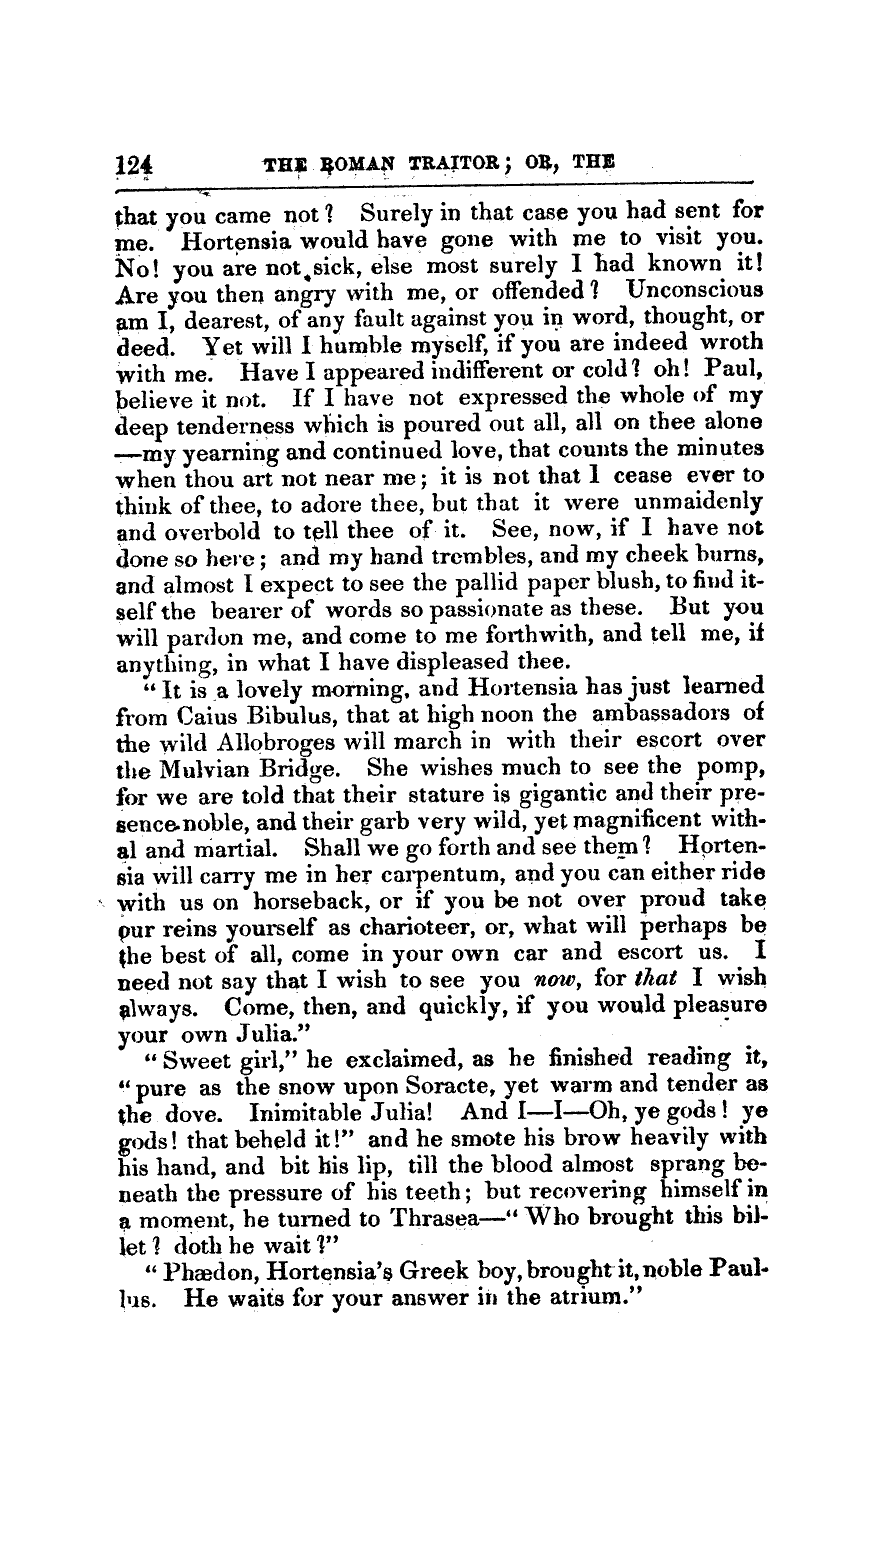 124 THE ROMAN TRAITOR; OR, THE
that you came not? Surely in that case you had sent for
me. Hortensia would have gone with me to visit you.
No! you are not sick, else most surely I had known it!
Are you then angry with me, or offended? Unconscious
am I, dearest, of any fault against you in word, thought, or
deed. Yet will I humble myself, if you are indeed wroth
with me. Have I appeared indifferent or cold? oh! Paul,
believe it not. If I have not expressed the whole of my
deep tenderness which is poured out all, all on thee alone
—my yearning and continued love, that counts the minutes
when thou art not near me; it is not that I cease ever to
think of thee, to adore thee, but that it were unmaidenly
and overbold to tell thee of it. See, now, if I have not
done so here; and my hand trembles, and my cheek burns,
and almost I expect to see the pallid paper blush, to find it-
self the bearer of words so passionate as these. But you
will pardon me, and come to me forthwith, and tell me, if
anything, in what I have displeased thee.
“It is a lovely morning, and Hortensia has just learned
from Caius Bibulus, that at high noon the ambassadors of
the wild Allobroges will march in with their escort over
the Mulvian Bridge. She wishes much to see the pomp,
for we are told that their stature is gigantic and their pre-
sence noble, and their garb very wild, yet magnificent with-
al and martial. Shall we go forth and see them? Horten-
sia will carry me in her carpentum, and you can either ride
with us on horseback, or if you be not over proud take
our reins yourself as charioteer, or, what will perhaps be
the best of all, come in your own car and escort us. I
need not say that I wish to see you now, for that I wish
always. Come, then, and quickly, if you would pleasure
your own Julia.”
“Sweet girl,” he exclaimed, as he finished reading it,
“pure as the snow upon Soracte, yet warm and tender as
the dove. Inimitable Julia! And I—I—Oh, ye gods! ye
gods! that beheld it!” and he smote his brow heavily with
his hand, and bit his lip, till the blood almost sprang be-
neath the pressure of his teeth; but recovering himself in
a moment, he turned to Thrasea—“Who brought this bil-
let? doth he wait?”
“Phædon, Hortensia's Greek boy, brought it, noble Paul-
lus. He waits for your answer in the atrium.”